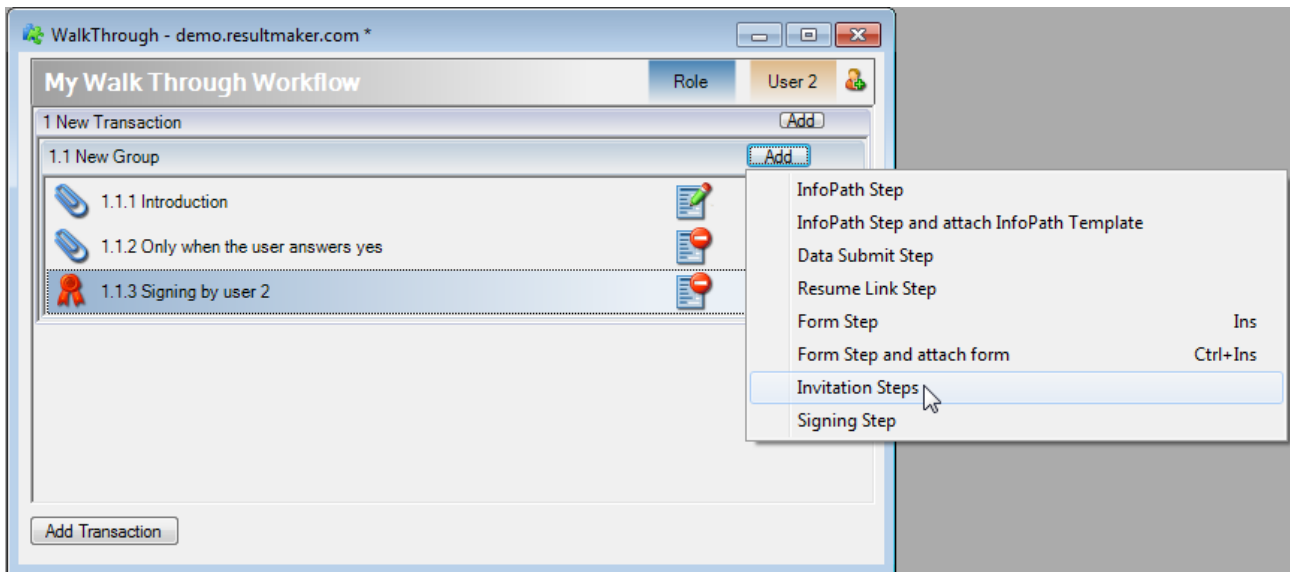 WalkThrough - demo.resultmaker.com *
My Walk Through Workflow Role User 2
1 New Transaction Add
1.1 New Group Add
1.1.1 Introduction
1.1.2 Only when the user answers yes
1.1.3 Signing by user 2
InfoPath Step
InfoPath Step and attach InfoPath Template
Data Submit Step
Resume Link Step
Form Step Ins
Form Step and attach form Ctrl+Ins
Invitation Steps
Signing Step
Add Transaction